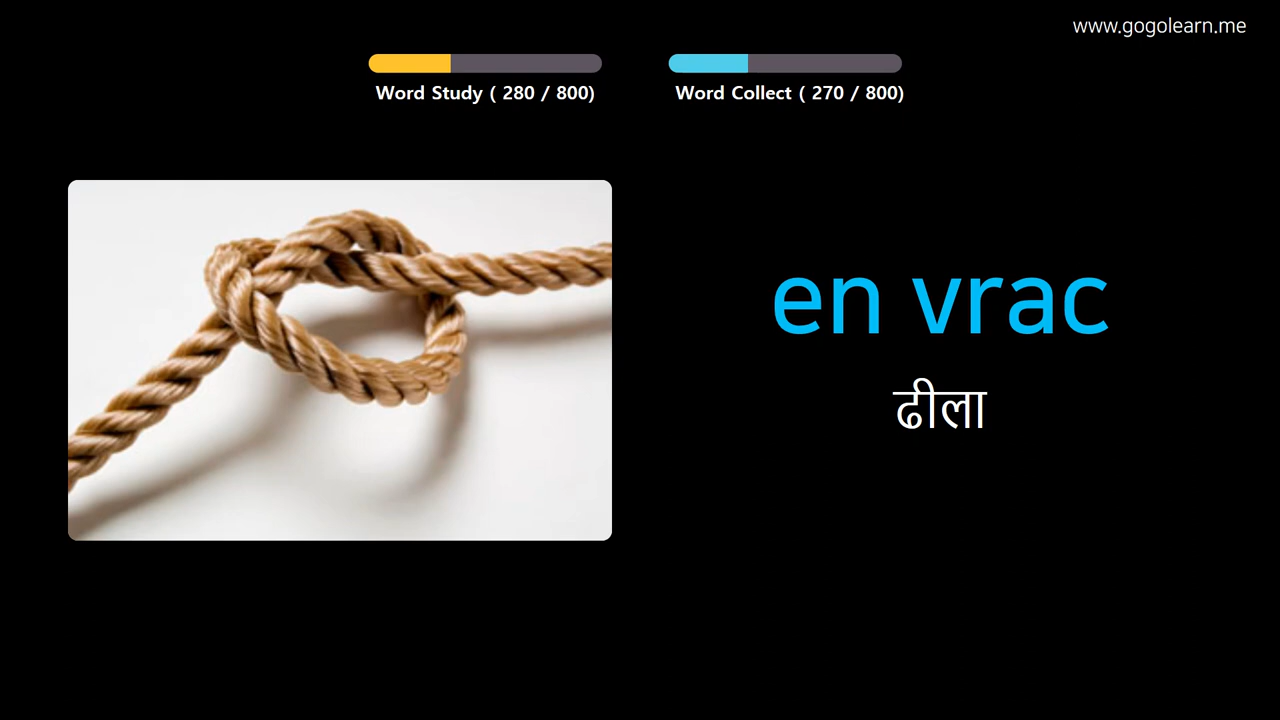 www.gogolearn.me
Word Study ( 280 / 800)
Word Collect ( 270 / 800)
en vrac
ढीला